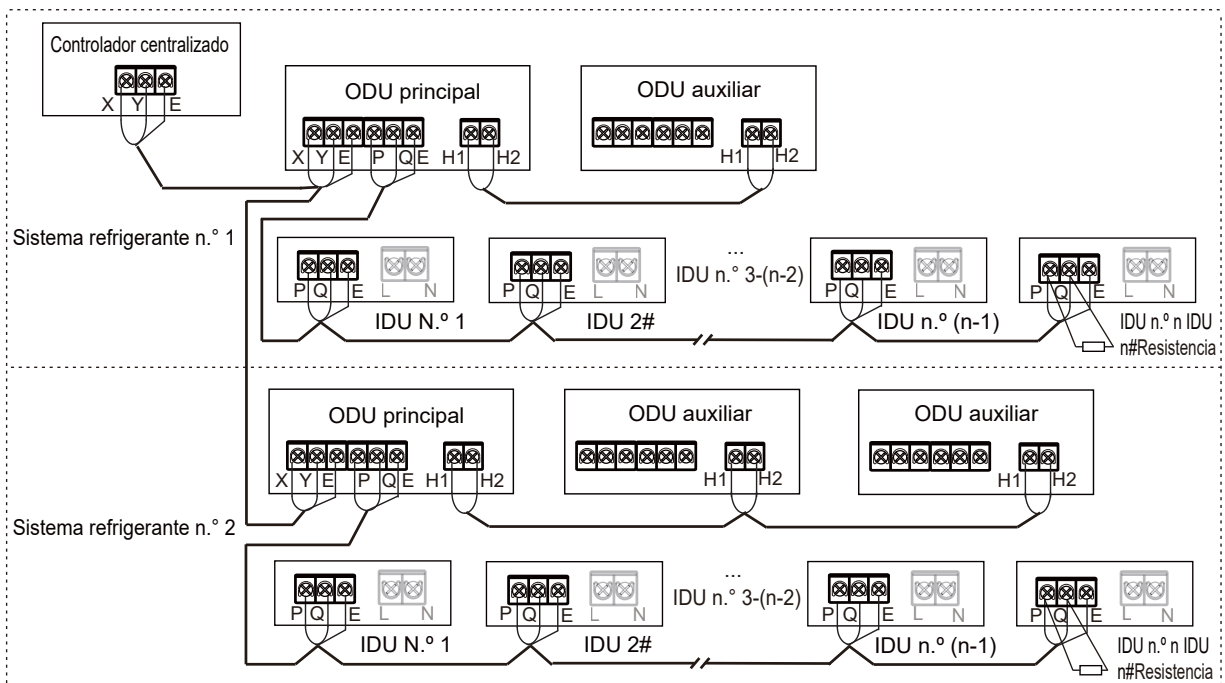 Controlador centralizado
X Y E
ODU principal
X Y E P Q E H1 H2
ODU auxiliar
H1 H2
Sistema refrigerante n.° 1
P Q E L N
IDU N.º 1
P Q E L N
IDU 2#
...
IDU n.° 3-(n-2)
P Q E L N
IDU n.º (n-1)
P Q E L N
IDU n.º n IDU
n#Resistencia
ODU principal
X Y E P Q E H1 H2
ODU auxiliar
H1 H2
ODU auxiliar
H1 H2
Sistema refrigerante n.° 2
P Q E L N
IDU N.º 1
P Q E L N
IDU 2#
...
IDU n.° 3-(n-2)
P Q E L N
IDU n.º (n-1)
P Q E L N
IDU n.º n IDU
n#Resistencia